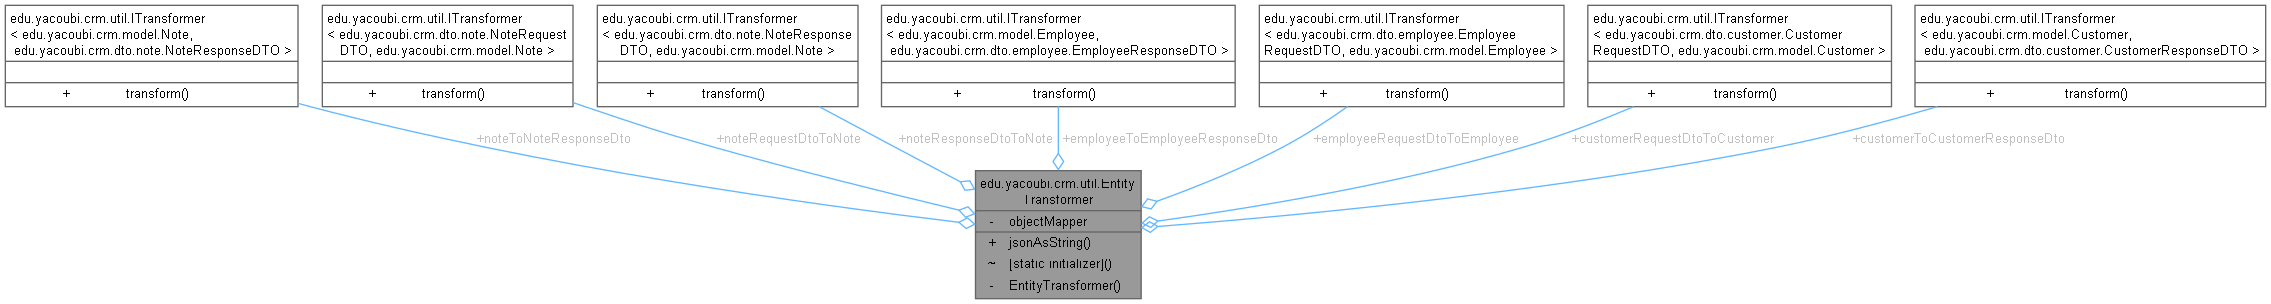 edu.yacoubi.crm.util.ITransformer
< edu.yacoubi.crm.model.Note,
edu.yacoubi.crm.dto.note.NoteResponseDTO >
+ transform()
edu.yacoubi.crm.util.ITransformer
< edu.yacoubi.crm.dto.note.NoteRequest
DTO, edu.yacoubi.crm.model.Note >
+ transform()
edu.yacoubi.crm.util.ITransformer
< edu.yacoubi.crm.dto.note.NoteResponse
DTO, edu.yacoubi.crm.model.Note >
+ transform()
edu.yacoubi.crm.util.ITransformer
< edu.yacoubi.crm.model.Employee,
edu.yacoubi.crm.dto.employee.EmployeeResponseDTO >
+ transform()
edu.yacoubi.crm.util.ITransformer
< edu.yacoubi.crm.dto.employee.Employee
RequestDTO, edu.yacoubi.crm.model.Employee >
+ transform()
edu.yacoubi.crm.util.ITransformer
< edu.yacoubi.crm.dto.customer.Customer
RequestDTO, edu.yacoubi.crm.model.Customer >
+ transform()
edu.yacoubi.crm.util.ITransformer
< edu.yacoubi.crm.model.Customer,
edu.yacoubi.crm.dto.customer.CustomerResponseDTO >
+ transform()
+noteToNoteResponseDto
+noteRequestDtoToNote
+noteResponseDtoToNote
+employeeToEmployeeResponseDto
+employeeRequestDtoToEmployee
+customerRequestDtoToCustomer
+customerToCustomerResponseDto
edu.yacoubi.crm.util.Entity
Transformer
- objectMapper
+ jsonAsString()
~ [static initializer]()
- EntityTransformer()